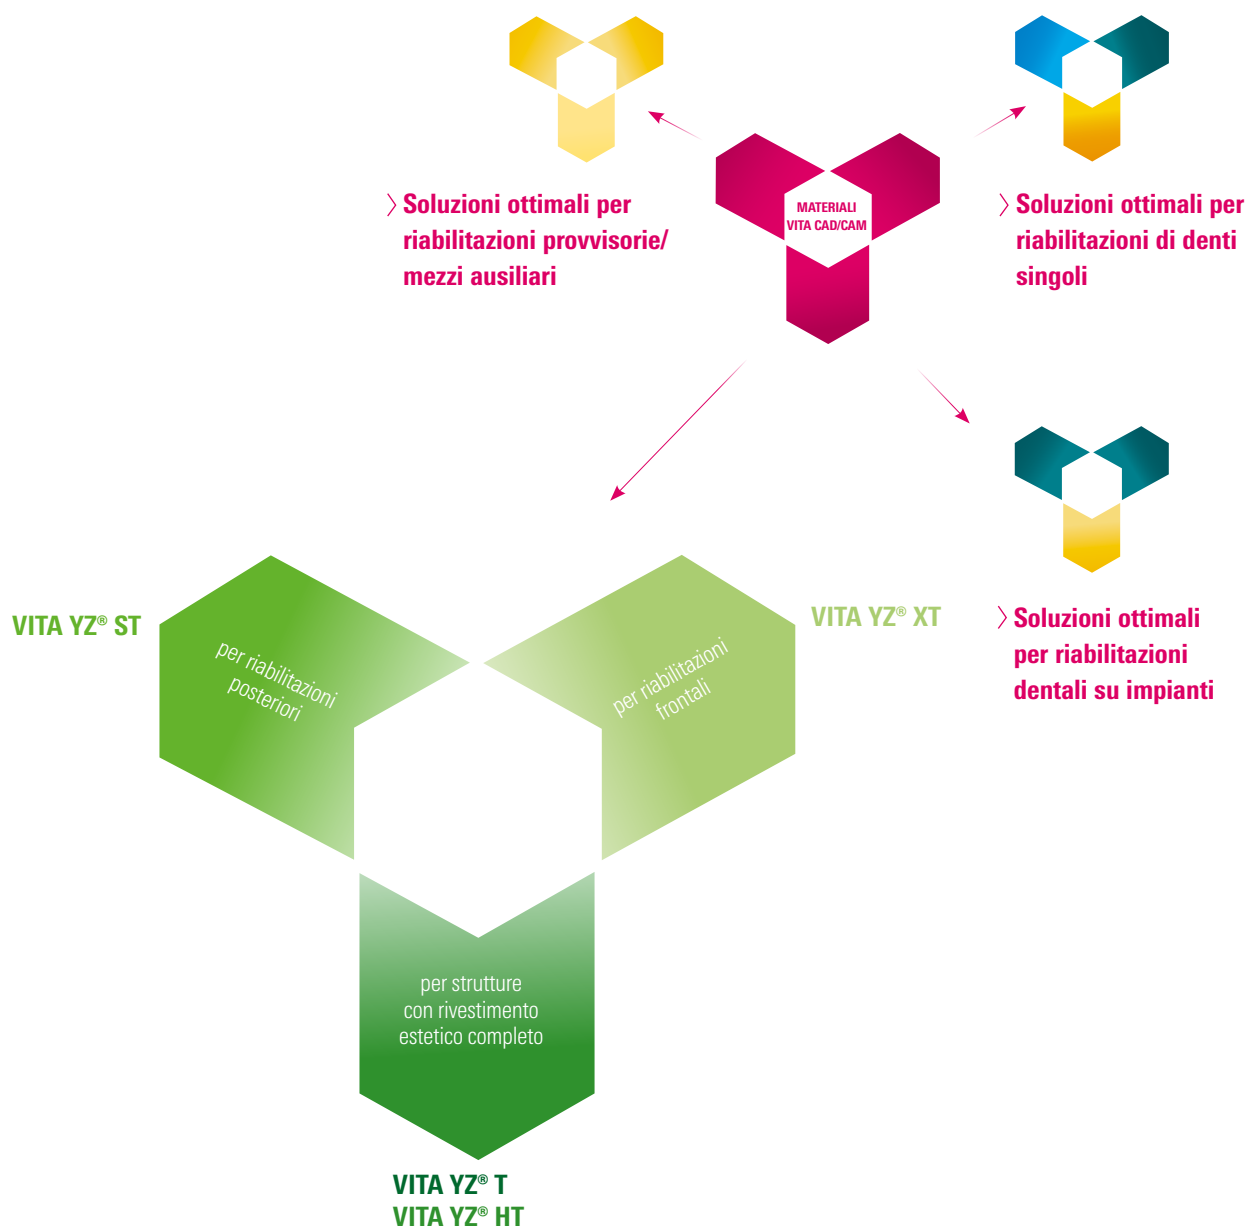 MATERIALI
VITA CAD/CAM
Soluzioni ottimali per
riabilitazioni provvisorie/
mezzi ausiliari
Soluzioni ottimali per
riabilitazioni di denti
singoli
Soluzioni ottimali
per riabilitazioni
dentali su impianti
VITA YZ® ST
per riabilitazioni
posteriori
VITA YZ® XT
per riabilitazioni
frontali
per strutture
con rivestimento
estetico completo
VITA YZ® T
VITA YZ® HT